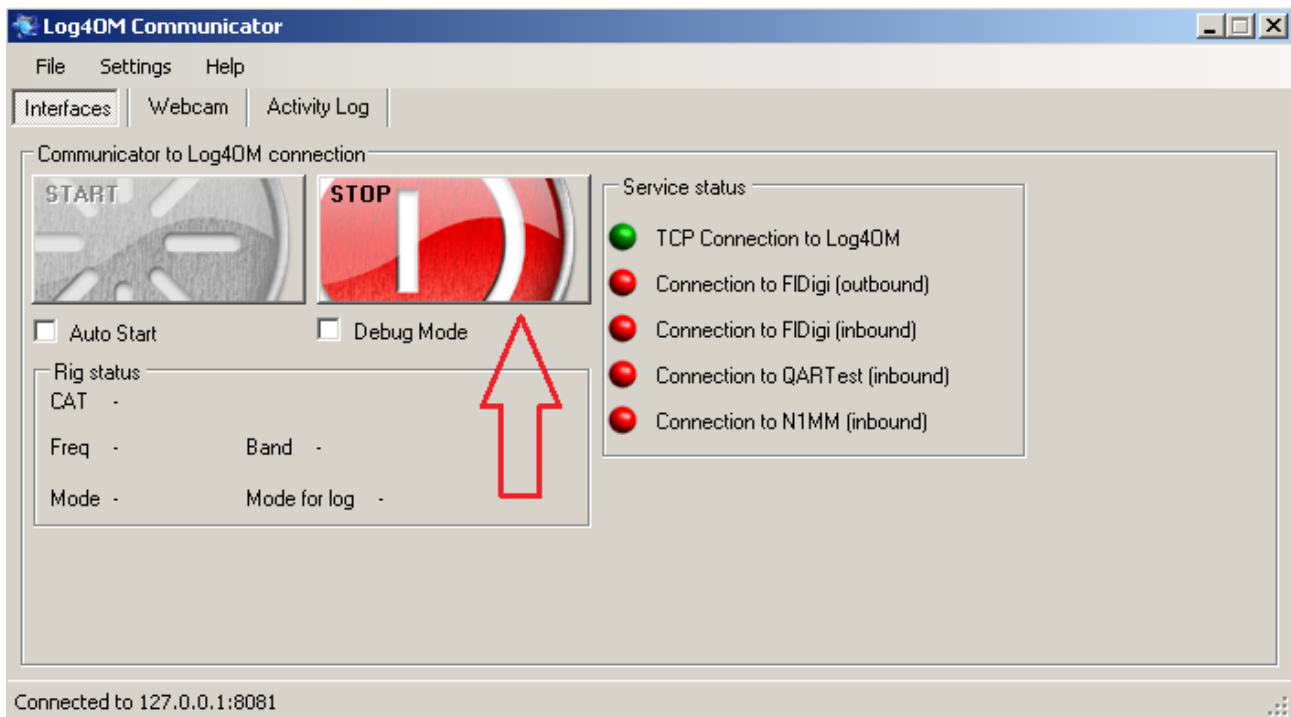 Log4OM Communicator
File Settings Help
Interfaces Webcam Activity Log
Communicator to Log4OM connection
START
STOP
Auto Start
Debug Mode
Rig status
CAT -
Freq - Band -
Mode - Mode for log -
Service status
TCP Connection to Log4OM
Connection to FlDigi (outbound)
Connection to FlDigi (inbound)
Connection to QARTest (inbound)
Connection to N1MM (inbound)
Connected to 127.0.0.1:8081